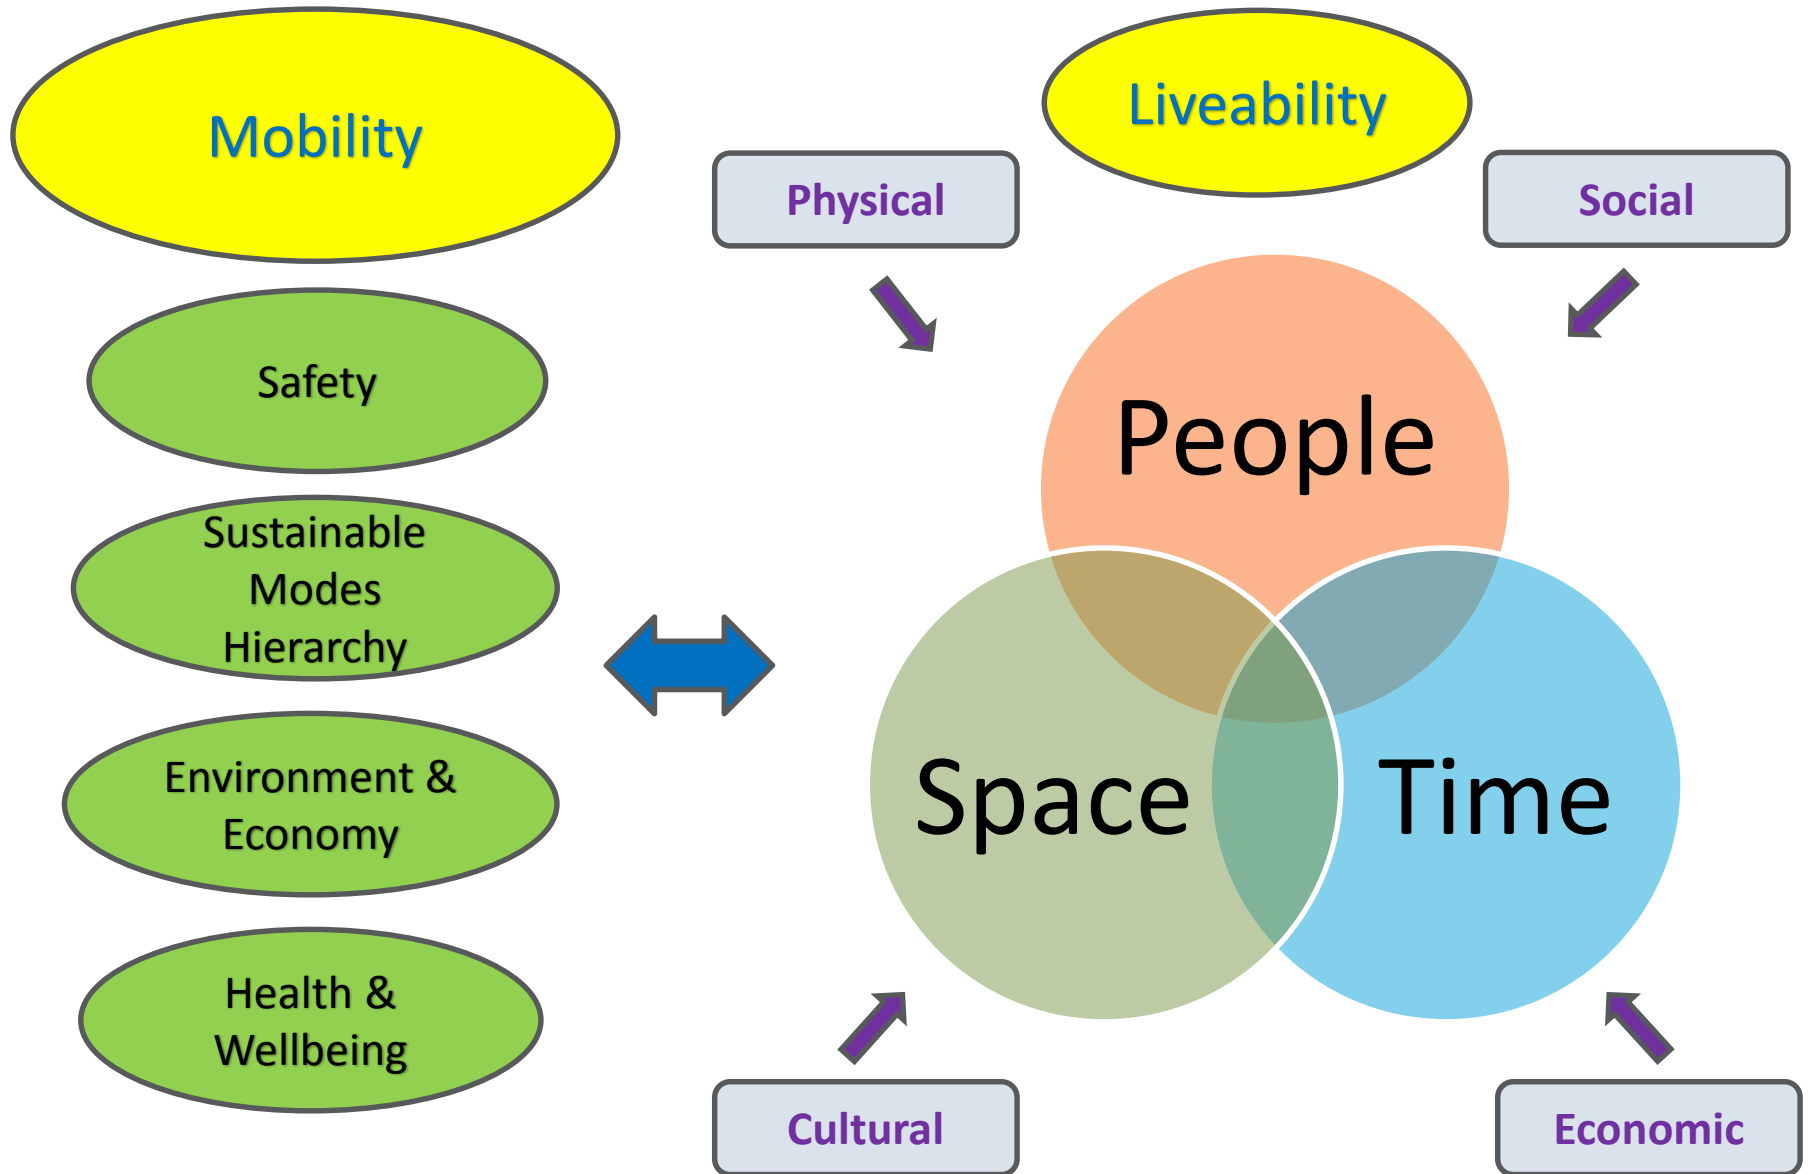 Mobility
Safety
Sustainable
Modes
Hierarchy
Environment &
Economy
Health &
Wellbeing
Liveability
Physical
Social
People
Space
Time
Cultural
Economic